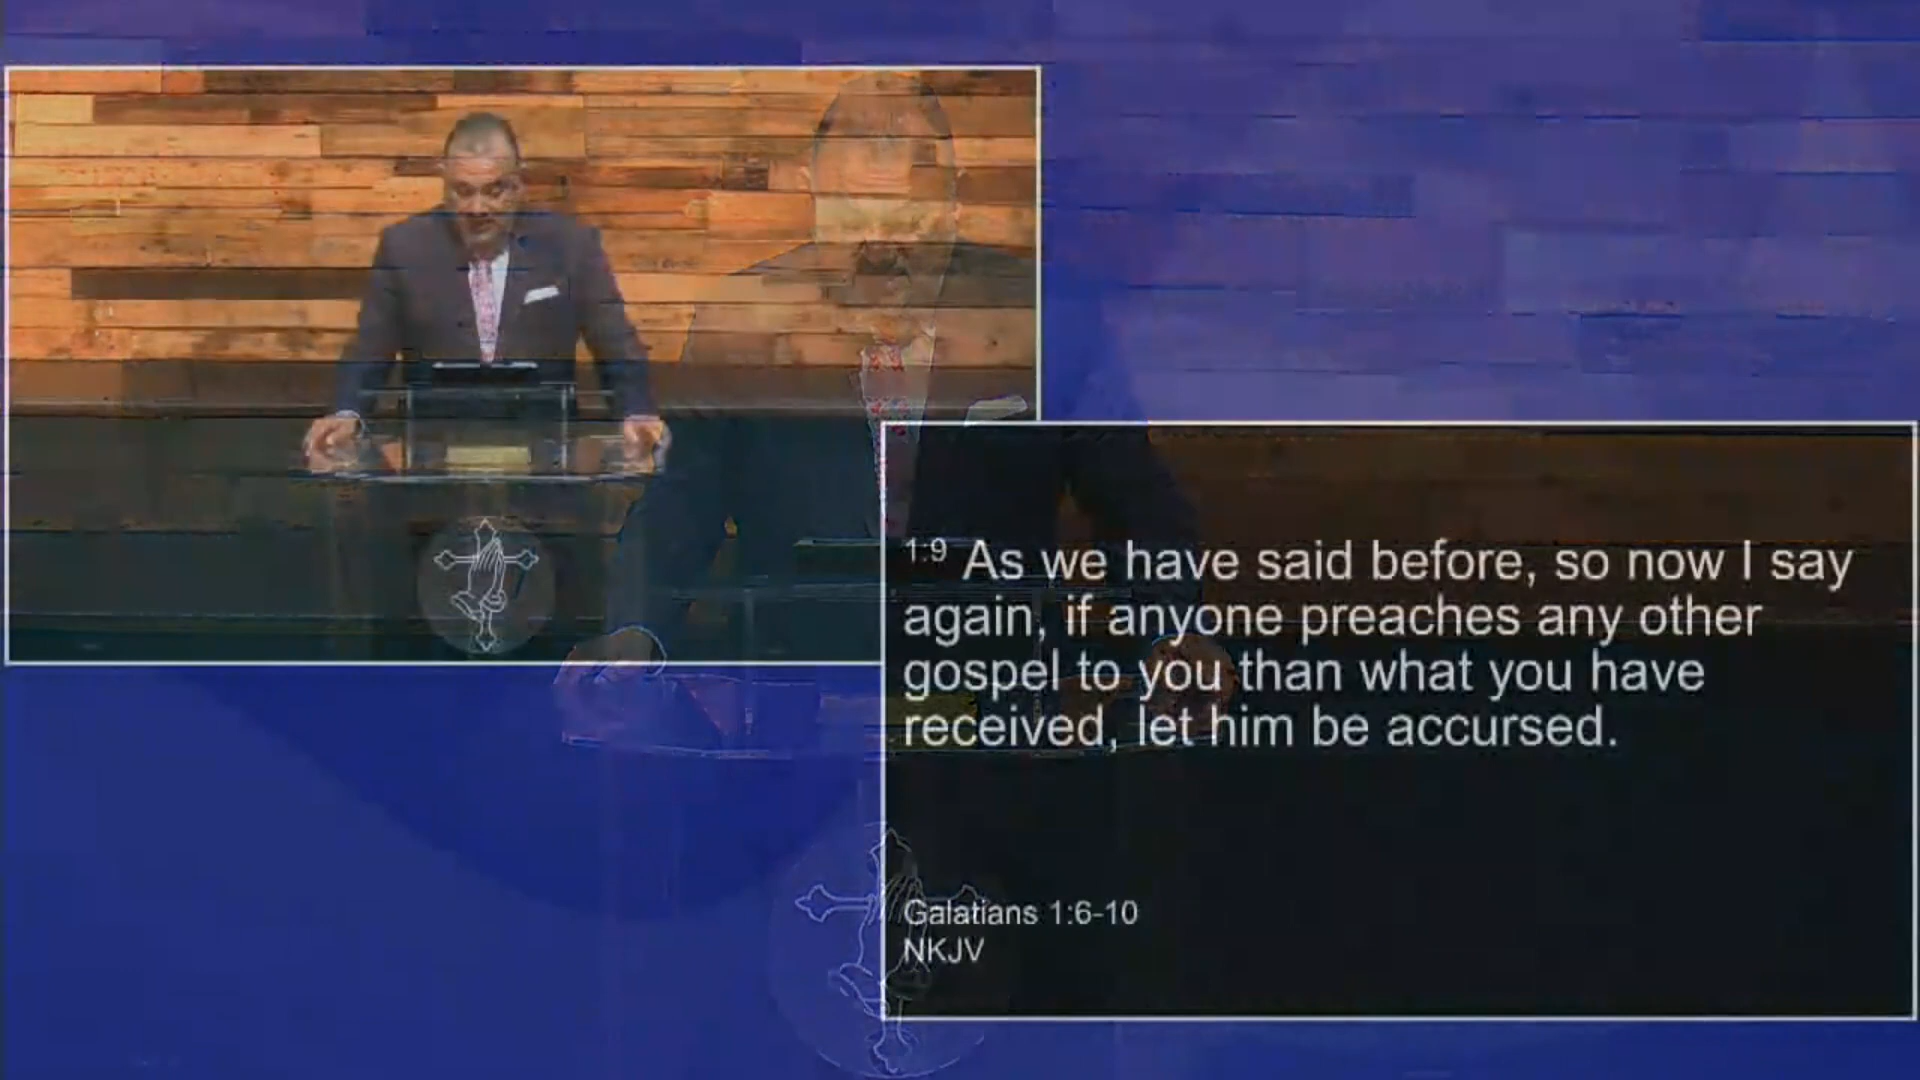 1:9 As we have said before, so now I say
again, if anyone preaches any other
gospel to you than what you have
received, let him be accursed.
Galatians 1:6-10
NKJV